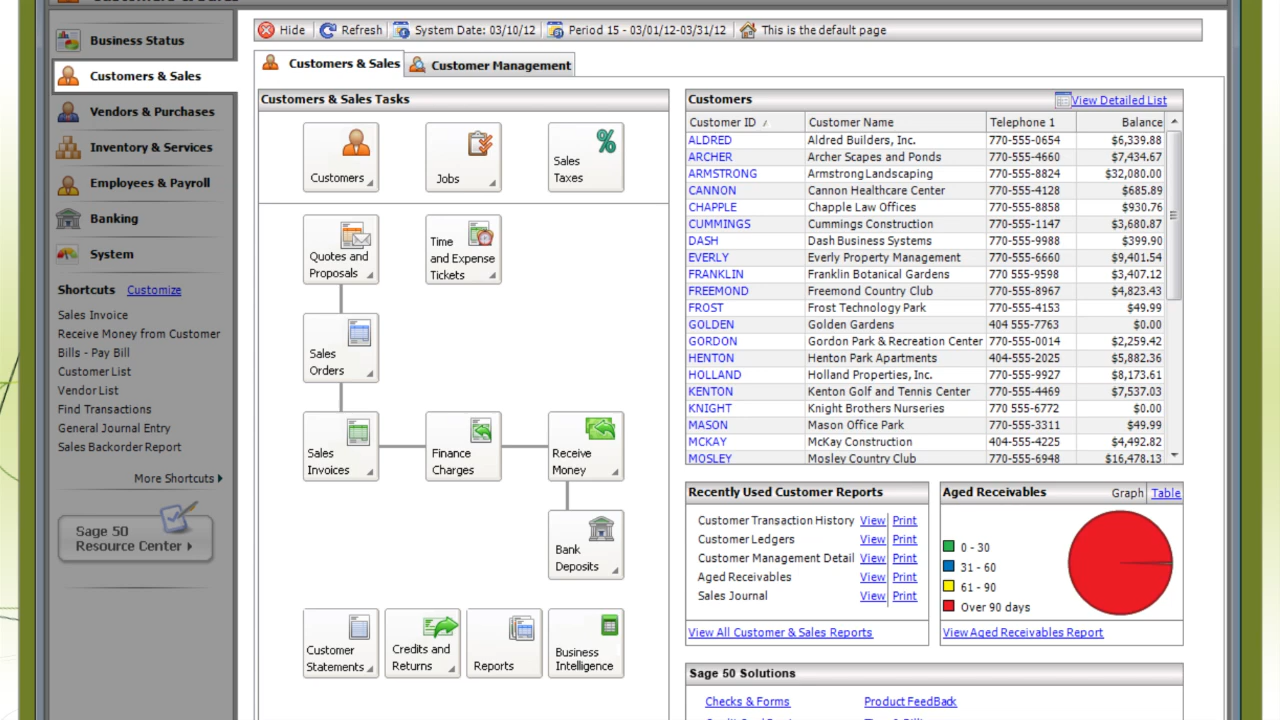 Hide Refresh System Date: 03/10/12 Period 15 - 03/01/12-03/31/12 This is the default page
Business Status
Customers & Sales
Vendors & Purchases
Inventory & Services
Employees & Payroll
Banking
System
Shortcuts Customize
Sales Invoice
Receive Money from Customer
Bills - Pay Bill
Customer List
Vendor List
Find Transactions
General Journal Entry
Sales Backorder Report
More Shortcuts
Sage 50
Resource Center
Customers & Sales Customer Management
Customers & Sales Tasks
Customers
Jobs
Sales
Taxes
Quotes and
Proposals
Time
and Expense
Tickets
Sales
Orders
Sales
Invoices
Finance
Charges
Receive
Money
Bank
Deposits
Customer
Statements
Credits and
Returns
Reports
Business
Intelligence
Customers View Detailed List
Customer ID Customer Name Telephone 1 Balance
ALDRED Aldred Builders, Inc. 770-555-0654 $6,339.88
ARCHER Archer Scapes and Ponds 770-555-4660 $7,434.67
ARMSTRONG Armstrong Landscaping 770-555-8824 $32,080.00
CANNON Cannon Healthcare Center 770-555-4128 $685.89
CHAPPLE Chapple Law Offices 770-555-8858 $930.76
CUMMINGS Cummings Construction 770-555-1147 $3,680.87
DASH Dash Business Systems 770-555-9988 $399.90
EVERLY Everly Property Management 770-555-6660 $9,401.54
FRANKLIN Franklin Botanical Gardens 770 555-9598 $3,407.12
FREEMOND Freemond Country Club 770-555-8967 $4,823.43
FROST Frost Technology Park 770-555-4153 $49.99
GOLDEN Golden Gardens 404 555-7763 $0.00
GORDON Gordon Park & Recreation Center 770-555-0014 $2,259.42
HENTON Henton Park Apartments 404-555-2025 $5,882.36
HOLLAND Holland Properties, Inc. 770-555-9927 $8,173.61
KENTON Kenton Golf and Tennis Center 770-555-4469 $7,537.03
KNIGHT Knight Brothers Nurseries 770 555-6772 $0.00
MASON Mason Office Park 770-555-3311 $49.99
MCKAY McKay Construction 404-555-4225 $4,492.82
MOSLEY Mosley Country Club 770-555-6948 $16,478.13
Recently Used Customer Reports
Customer Transaction History View Print
Customer Ledgers View Print
Customer Management Detail View Print
Aged Receivables View Print
Sales Journal View Print
View All Customer & Sales Reports
Aged Receivables Graph Table
0 - 30
31 - 60
61 - 90
Over 90 days
View Aged Receivables Report
Sage 50 Solutions
Checks & Forms Product FeedBack